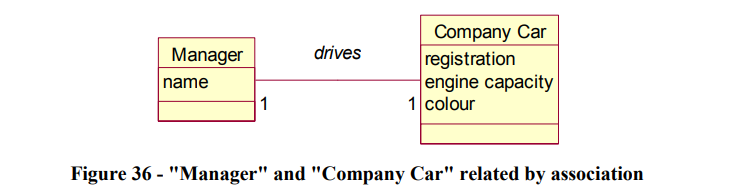 Manager
name
drives
1
1
Company Car
registration
engine capacity
colour
Figure 36 - "Manager" and "Company Car" related by association